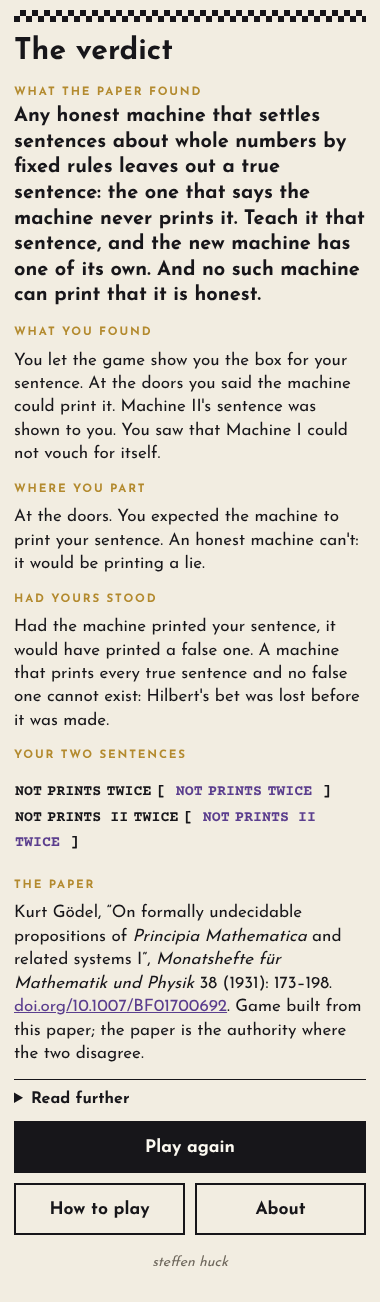 The verdict
WHAT THE PAPER FOUND
Any honest machine that settles
sentences about whole numbers by
fixed rules leaves out a true
sentence: the one that says the
machine never prints it. Teach it that
sentence, and the new machine has
one of its own. And no such machine
can print that it is honest.
WHAT YOU FOUND
You let the game show you the box for your
sentence. At the doors you said the machine
could print it. Machine II's sentence was
shown to you. You saw that Machine I could
not vouch for itself.
WHERE YOU PART
At the doors. You expected the machine to
print your sentence. An honest machine can't:
it would be printing a lie.
HAD YOURS STOOD
Had the machine printed your sentence, it
would have printed a false one. A machine
that prints every true sentence and no false
one cannot exist: Hilbert's bet was lost before
it was made.
YOUR TWO SENTENCES
NOT PRINTS TWICE [ NOT PRINTS TWICE ]
NOT PRINTS II TWICE [ NOT PRINTS II
TWICE ]
THE PAPER
Kurt Gödel, “On formally undecidable
propositions of Principia Mathematica and
related systems I”, Monatshefte für
Mathematik und Physik 38 (1931): 173–198.
doi.org/10.1007/BF01700692. Game built from
this paper; the paper is the authority where
the two disagree.
Read further
Play again
How to play
About
steffen huck